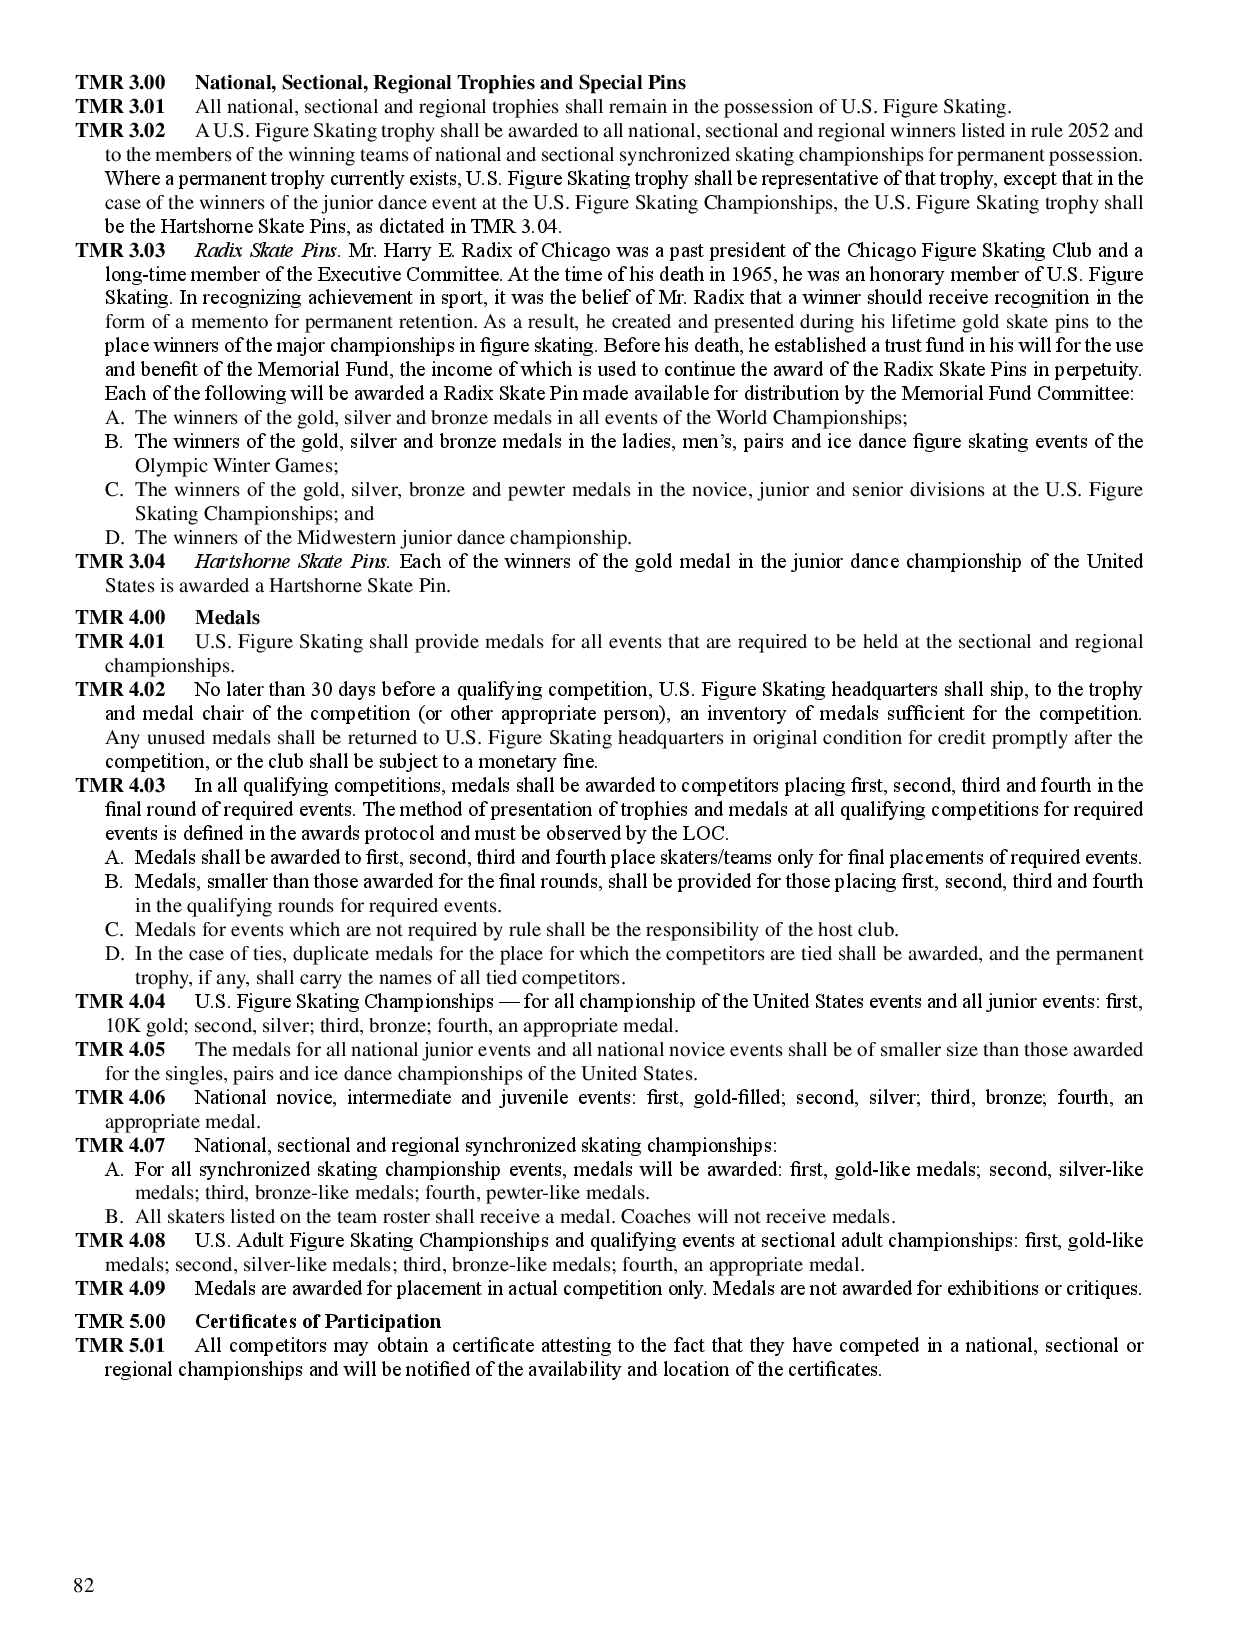 TMR 3.00 National, Sectional, Regional Trophies and Special Pins
TMR 3.01 All national, sectional and regional trophies shall remain in the possession of U.S. Figure Skating.
TMR 3.02 A U.S. Figure Skating trophy shall be awarded to all national, sectional and regional winners listed in rule 2052 and
to the members of the winning teams of national and sectional synchronized skating championships for permanent possession.
Where a permanent trophy currently exists, U.S. Figure Skating trophy shall be representative of that trophy, except that in the
case of the winners of the junior dance event at the U.S. Figure Skating Championships, the U.S. Figure Skating trophy shall
be the Hartshorne Skate Pins, as dictated in TMR 3.04.
TMR 3.03 Radix Skate Pins. Mr. Harry E. Radix of Chicago was a past president of the Chicago Figure Skating Club and a
long-time member of the Executive Committee. At the time of his death in 1965, he was an honorary member of U.S. Figure
Skating. In recognizing achievement in sport, it was the belief of Mr. Radix that a winner should receive recognition in the
form of a memento for permanent retention. As a result, he created and presented during his lifetime gold skate pins to the
place winners of the major championships in figure skating. Before his death, he established a trust fund in his will for the use
and benefit of the Memorial Fund, the income of which is used to continue the award of the Radix Skate Pins in perpetuity.
Each of the following will be awarded a Radix Skate Pin made available for distribution by the Memorial Fund Committee:
A. The winners of the gold, silver and bronze medals in all events of the World Championships;
B. The winners of the gold, silver and bronze medals in the ladies, men's, pairs and ice dance figure skating events of the
Olympic Winter Games;
C. The winners of the gold, silver, bronze and pewter medals in the novice, junior and senior divisions at the U.S. Figure
Skating Championships; and
D. The winners of the Midwestern junior dance championship.
TMR 3.04 Hartshorne Skate Pins. Each of the winners of the gold medal in the junior dance championship of the United
States is awarded a Hartshorne Skate Pin.
TMR 4.00 Medals
TMR 4.01 U.S. Figure Skating shall provide medals for all events that are required to be held at the sectional and regional
championships.
TMR 4.02 No later than 30 days before a qualifying competition, U.S. Figure Skating headquarters shall ship, to the trophy
and medal chair of the competition (or other appropriate person), an inventory of medals sufficient for the competition.
Any unused medals shall be returned to U.S. Figure Skating headquarters in original condition for credit promptly after the
competition, or the club shall be subject to a monetary fine.
TMR 4.03 In all qualifying competitions, medals shall be awarded to competitors placing first, second, third and fourth in the
final round of required events. The method of presentation of trophies and medals at all qualifying competitions for required
events is defined in the awards protocol and must be observed by the LOC.
A. Medals shall be awarded to first, second, third and fourth place skaters/teams only for final placements of required events.
B. Medals, smaller than those awarded for the final rounds, shall be provided for those placing first, second, third and fourth
in the qualifying rounds for required events.
C. Medals for events which are not required by rule shall be the responsibility of the host club.
D. In the case of ties, duplicate medals for the place for which the competitors are tied shall be awarded, and the permanent
trophy, if any, shall carry the names of all tied competitors.
TMR 4.04 U.S. Figure Skating Championships — for all championship of the United States events and all junior events: first,
10K gold; second, silver; third, bronze; fourth, an appropriate medal.
TMR 4.05 The medals for all national junior events and all national novice events shall be of smaller size than those awarded
for the singles, pairs and ice dance championships of the United States.
TMR 4.06 National novice, intermediate and juvenile events: first, gold-filled; second, silver; third, bronze; fourth, an
appropriate medal.
TMR 4.07 National, sectional and regional synchronized skating championships:
A. For all synchronized skating championship events, medals will be awarded: first, gold-like medals; second, silver-like
medals; third, bronze-like medals; fourth, pewter-like medals.
B. All skaters listed on the team roster shall receive a medal. Coaches will not receive medals.
TMR 4.08 U.S. Adult Figure Skating Championships and qualifying events at sectional adult championships: first, gold-like
medals; second, silver-like medals; third, bronze-like medals; fourth, an appropriate medal.
TMR 4.09 Medals are awarded for placement in actual competition only. Medals are not awarded for exhibitions or critiques.
TMR 5.00 Certificates of Participation
TMR 5.01 All competitors may obtain a certificate attesting to the fact that they have competed in a national, sectional or
regional championships and will be notified of the availability and location of the certificates.
82